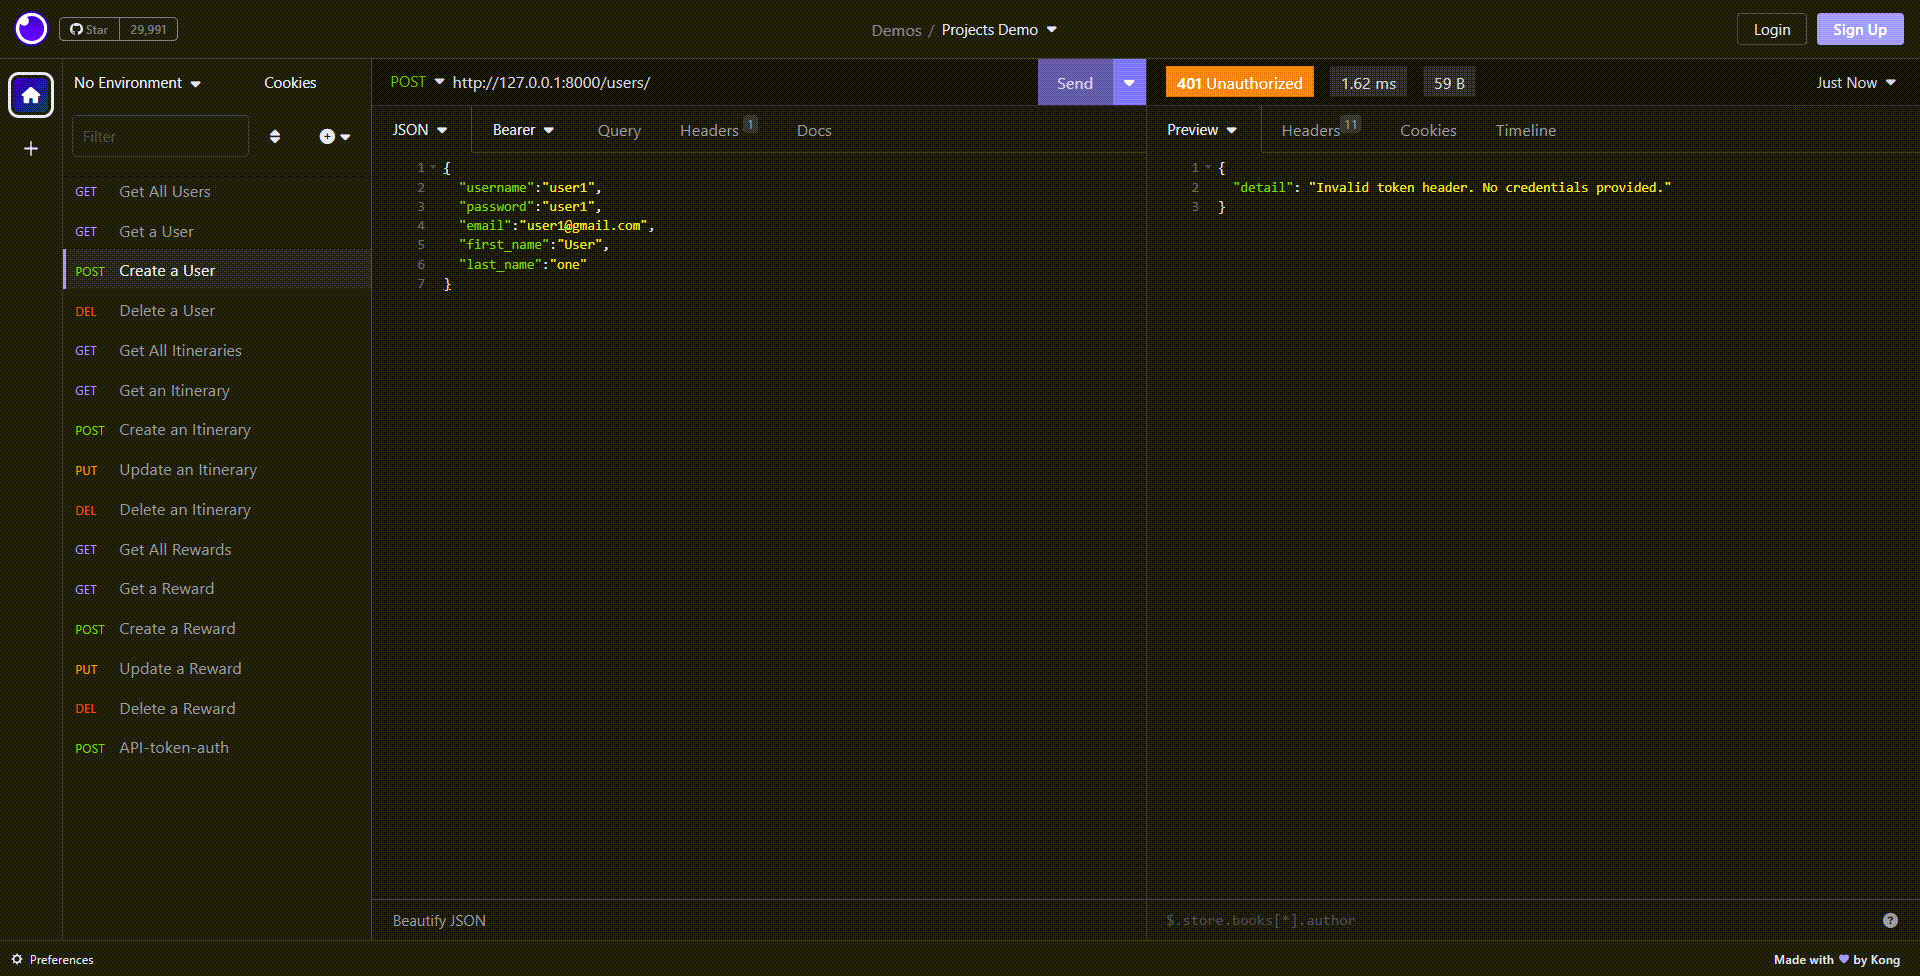 Star 29,991
Demos / Projects Demo
Login Sign Up
No Environment Cookies
Filter
GET Get All Users
GET Get a User
POST Create a User
DEL Delete a User
GET Get All Itineraries
GET Get an Itinerary
POST Create an Itinerary
PUT Update an Itinerary
DEL Delete an Itinerary
GET Get All Rewards
GET Get a Reward
POST Create a Reward
PUT Update a Reward
DEL Delete a Reward
POST API-token-auth
POST http://127.0.0.1:8000/users/ Send
JSON Bearer Query Headers 1 Docs
1 {
2 "username":"user1",
3 "password":"user1",
4 "email":"user1@gmail.com",
5 "first_name":"User",
6 "last_name":"one"
7 }
Beautify JSON
401 Unauthorized 1.62 ms 59 B Just Now
Preview Headers 11 Cookies Timeline
1 {
2 "detail": "Invalid token header. No credentials provided."
3 }
$.store.books[*].author ?
Preferences
Made with ♥ by Kong